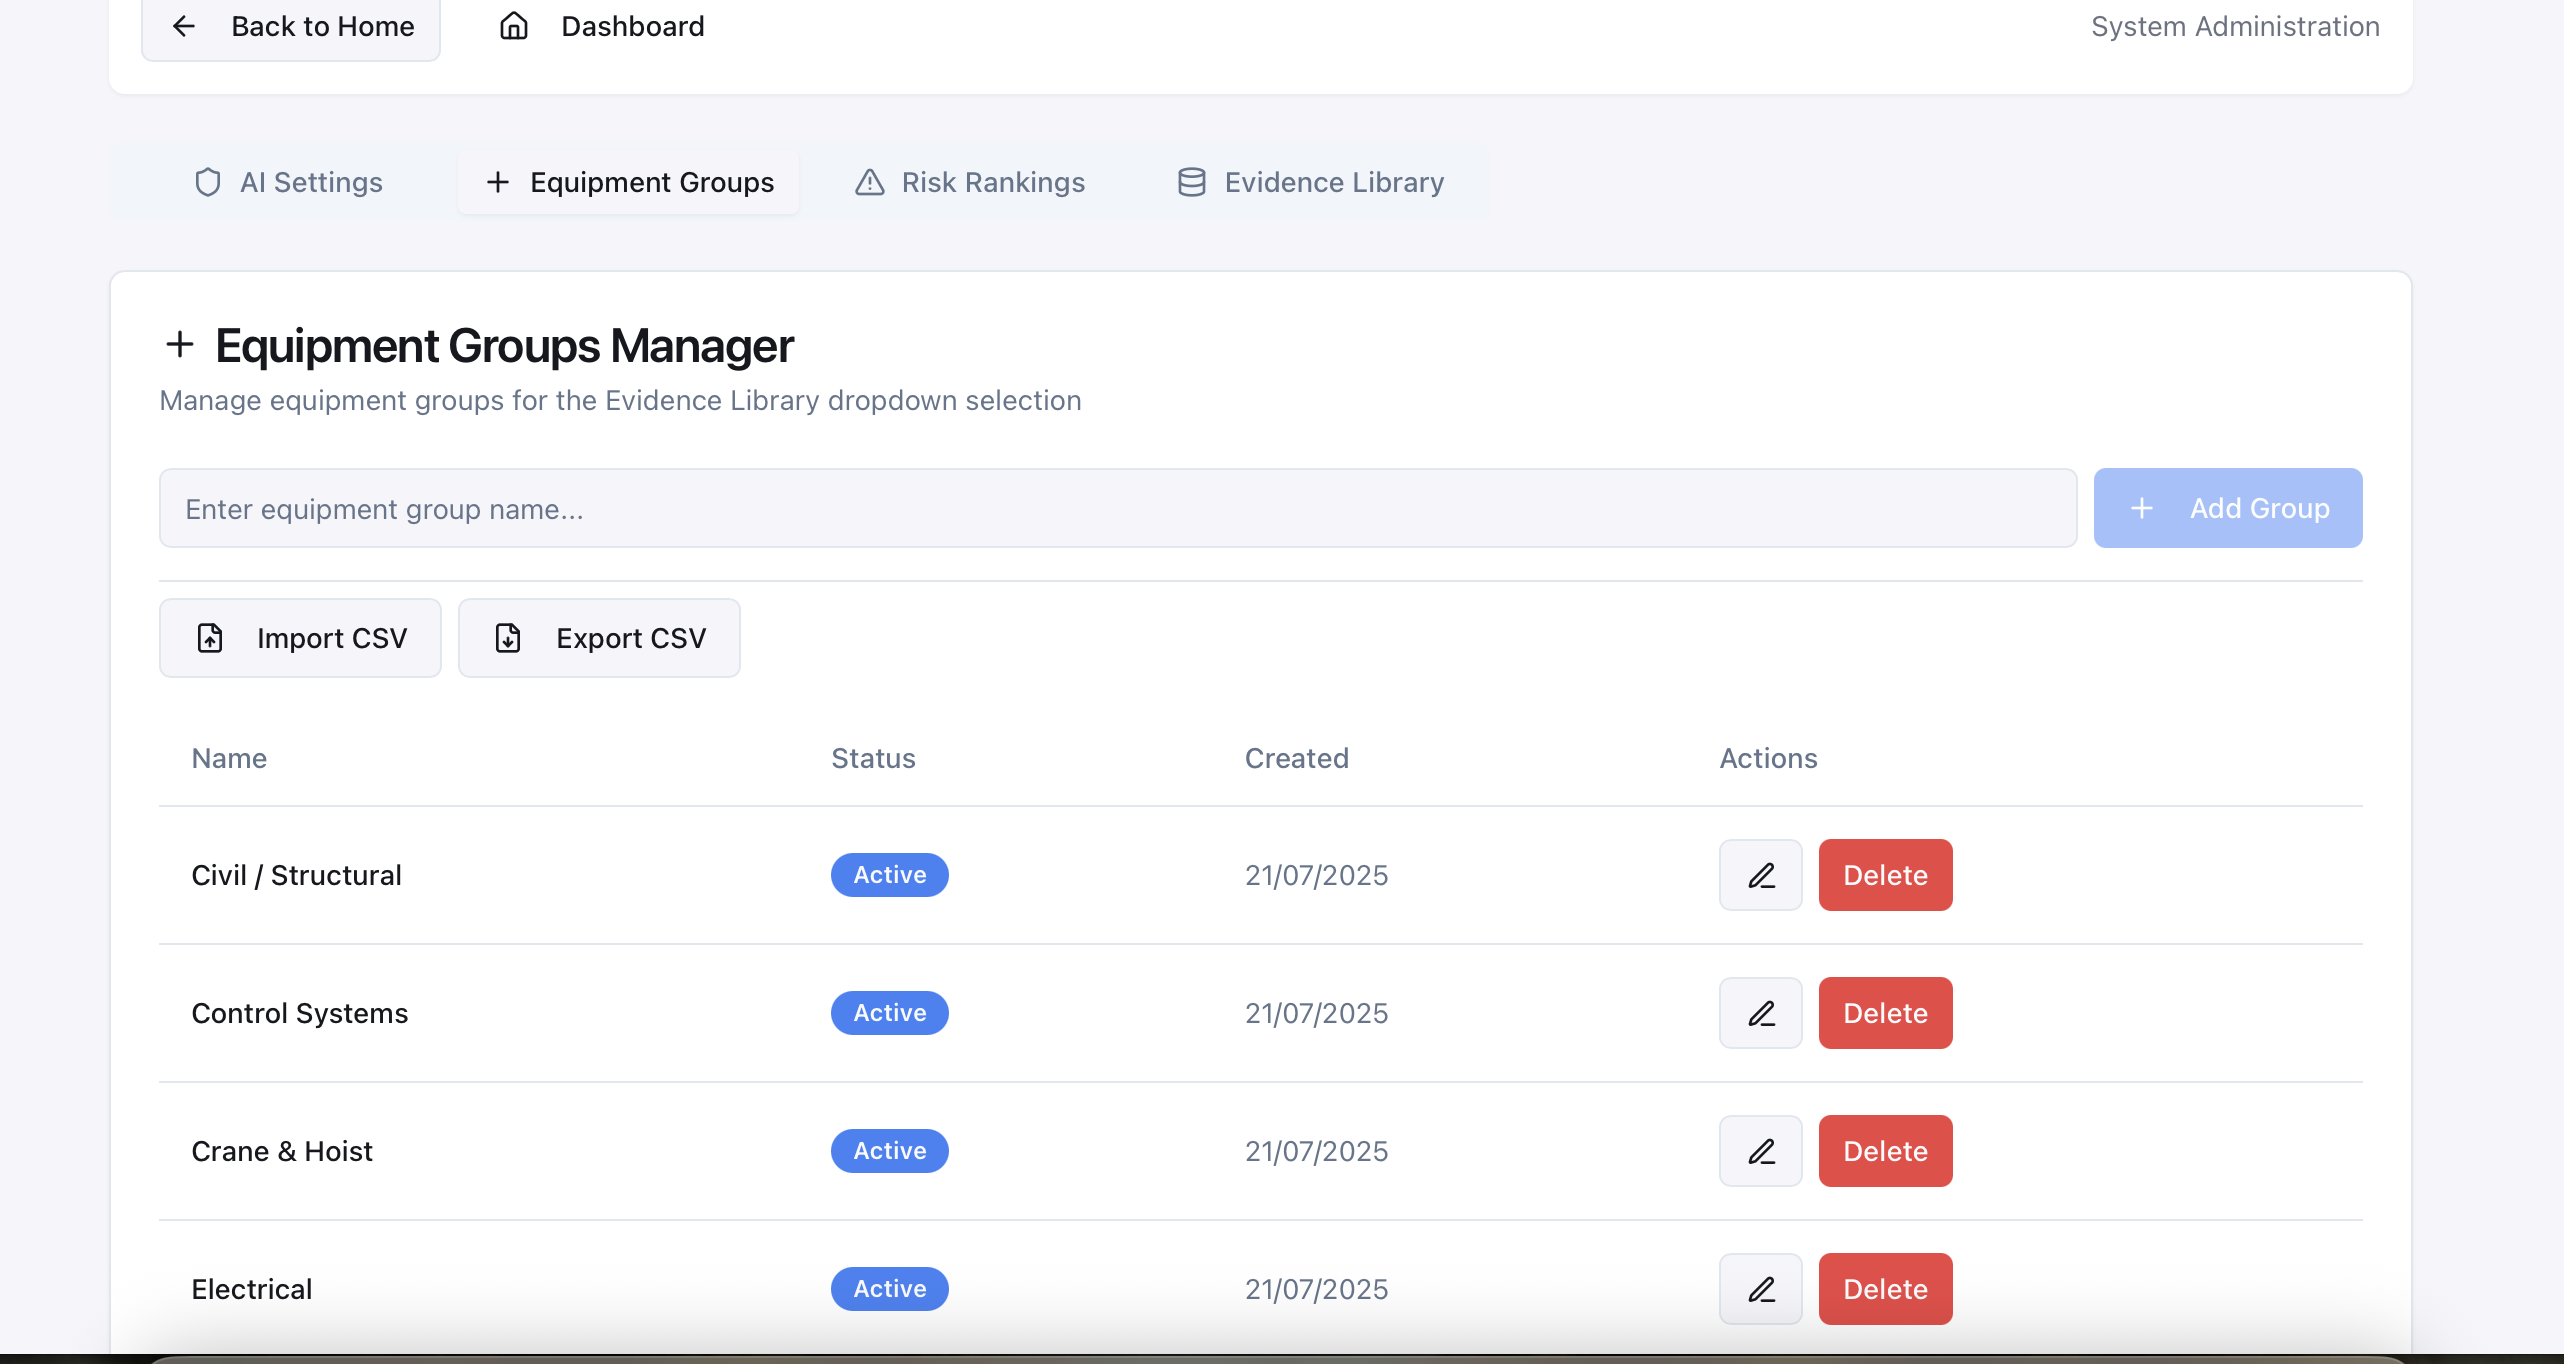 Back to Home Dashboard System Administration
AI Settings Equipment Groups Risk Rankings Evidence Library
Equipment Groups Manager
Manage equipment groups for the Evidence Library dropdown selection
Enter equipment group name... Add Group
Import CSV Export CSV
Name Status Created Actions
Civil / Structural Active 21/07/2025 Delete
Control Systems Active 21/07/2025 Delete
Crane & Hoist Active 21/07/2025 Delete
Electrical Active 21/07/2025 Delete